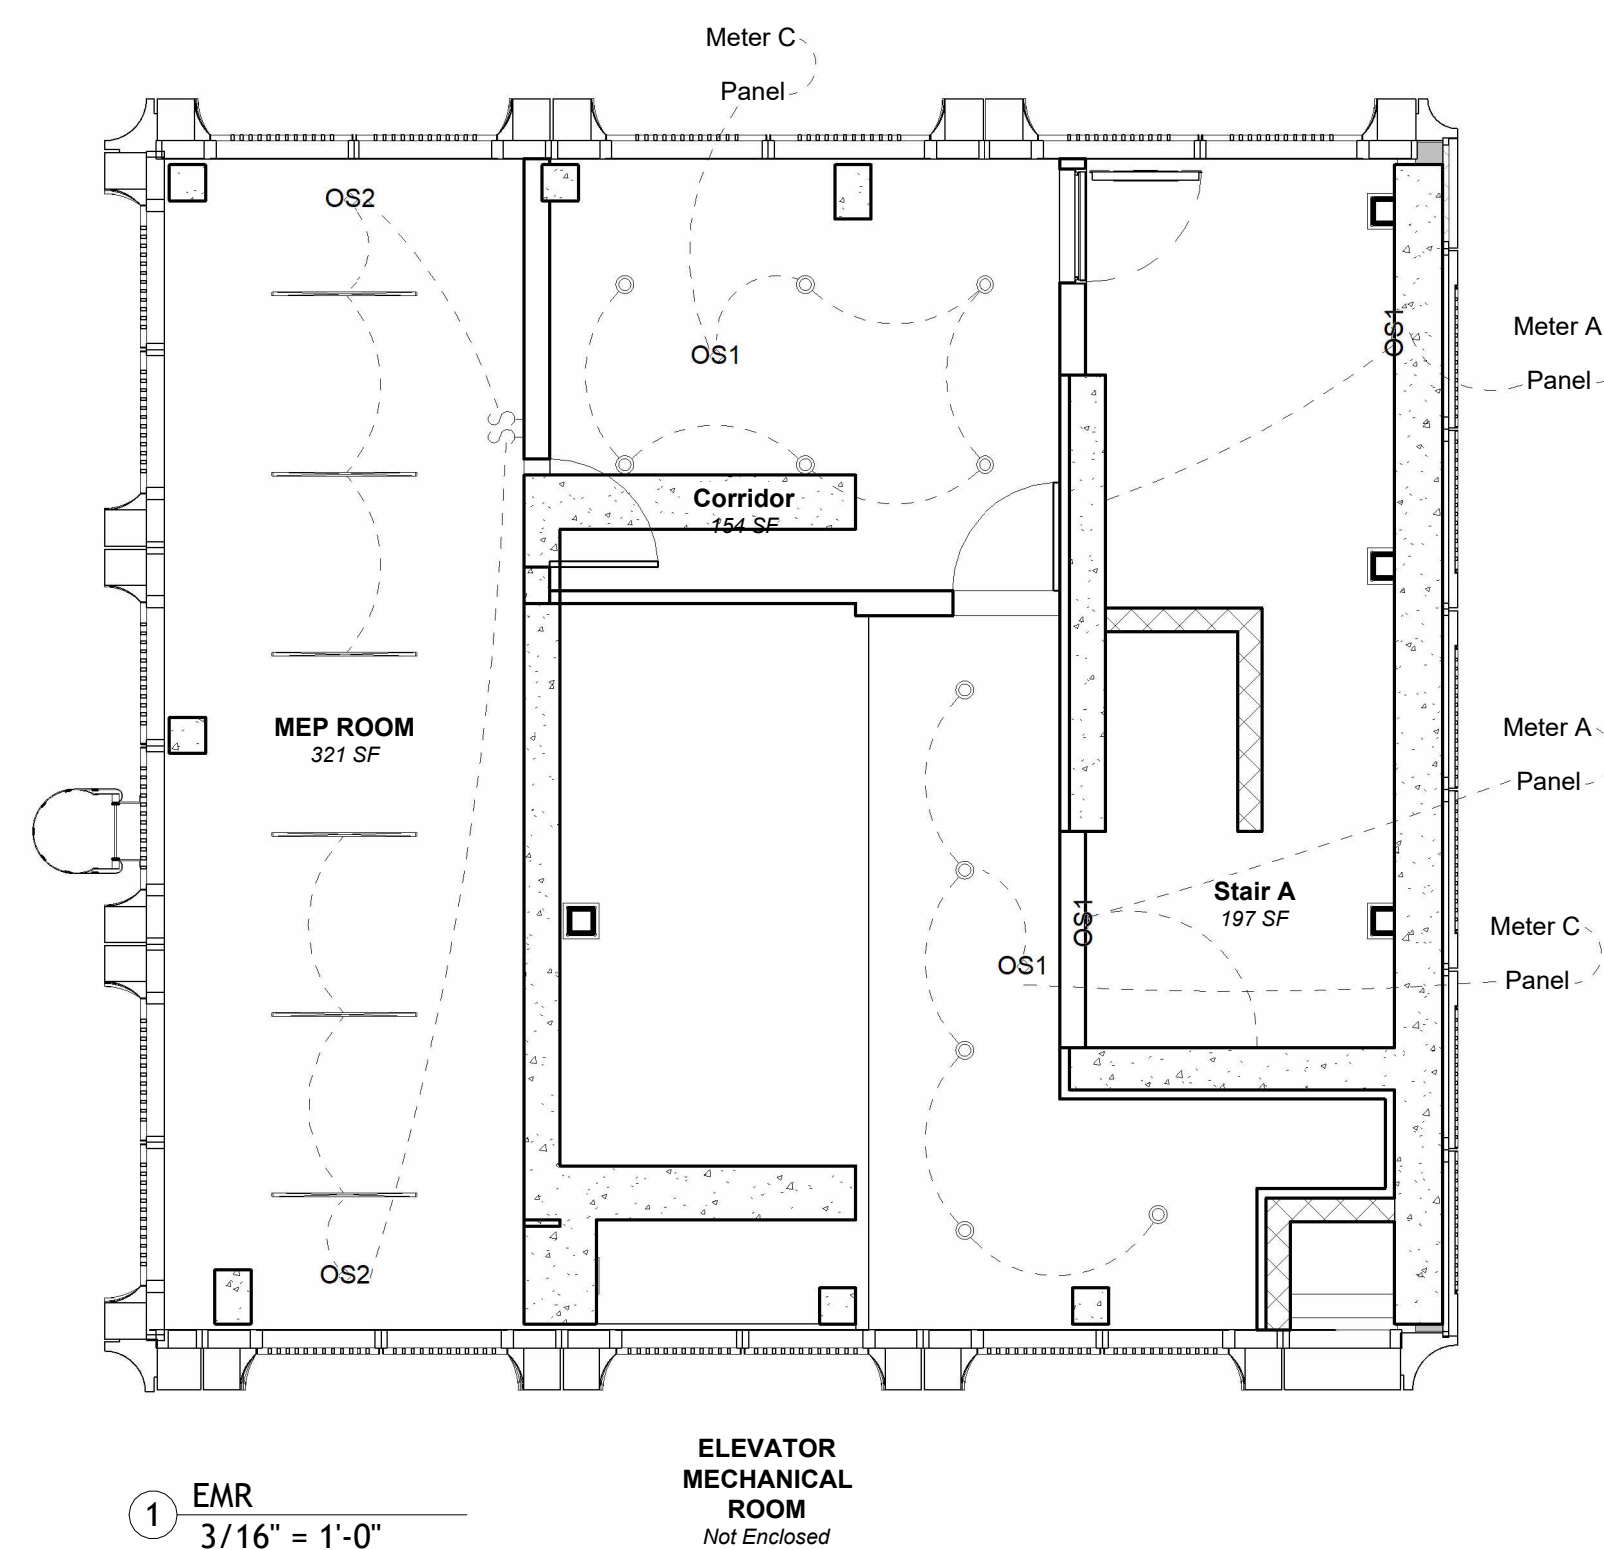 Meter C
Panel
OS2
OS1
OS1
Meter A
Panel
Corridor
154 SF
MEP ROOM
321 SF
Meter A
Panel
Stair A
197 SF
OS1
Meter C
OS1
Panel
OS2
ELEVATOR
MECHANICAL
ROOM
Not Enclosed
1
EMR
3/16" = 1'-0"